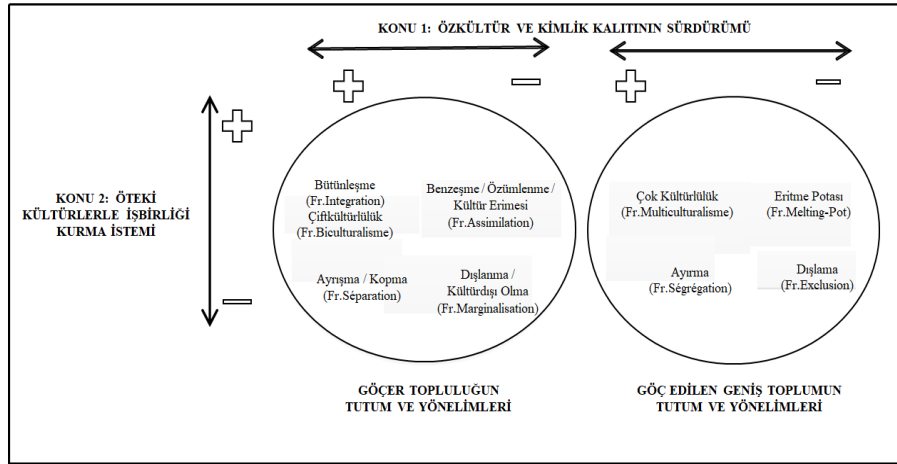 KONU 1: ÖZKÜLTÜR VE KİMLİK KALITININ SÜRDÜRÜMÜ
KONU 2: ÖTEKİ
KÜLTÜRLERLE İŞBİRLİĞİ
KURMA İSTEMİ
Bütünleşme
(Fr.Integration)
Çiftkültürlülük
(Fr.Biculturalisme)
Benzeşme / Özümlenme /
Kültür Erimesi
(Fr.Assimilation)
Ayrışma / Kopma
(Fr.Séparation)
Dışlanma /
Kültürdışı Olma
(Fr.Marginalisation)
Çok Kültürlülük
(Fr.Multiculturalisme)
Eritme Potası
(Fr.Melting-Pot)
Ayırma
(Fr.Ségrégation)
Dışlama
(Fr.Exclusion)
GÖÇER TOPLULUĞUN
TUTUM VE YÖNELİMLERİ
GÖÇ EDİLEN GENİŞ TOPLUMUN
TUTUM VE YÖNELİMLERİ